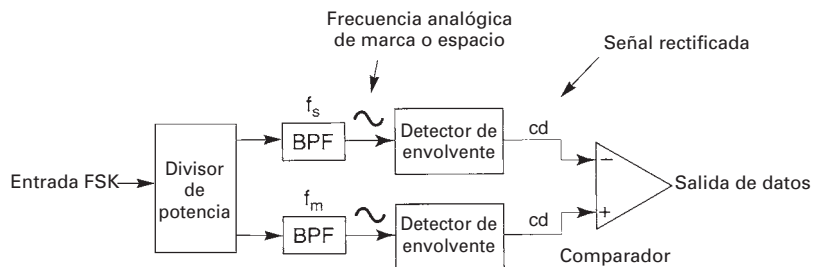 Frecuencia analógica
de marca o espacio
Señal rectificada
Entrada FSK
Divisor
de
potencia
f_s
BPF
Detector de
envolvente
cd
−
f_m
BPF
Detector de
envolvente
cd
+
Comparador
Salida de datos